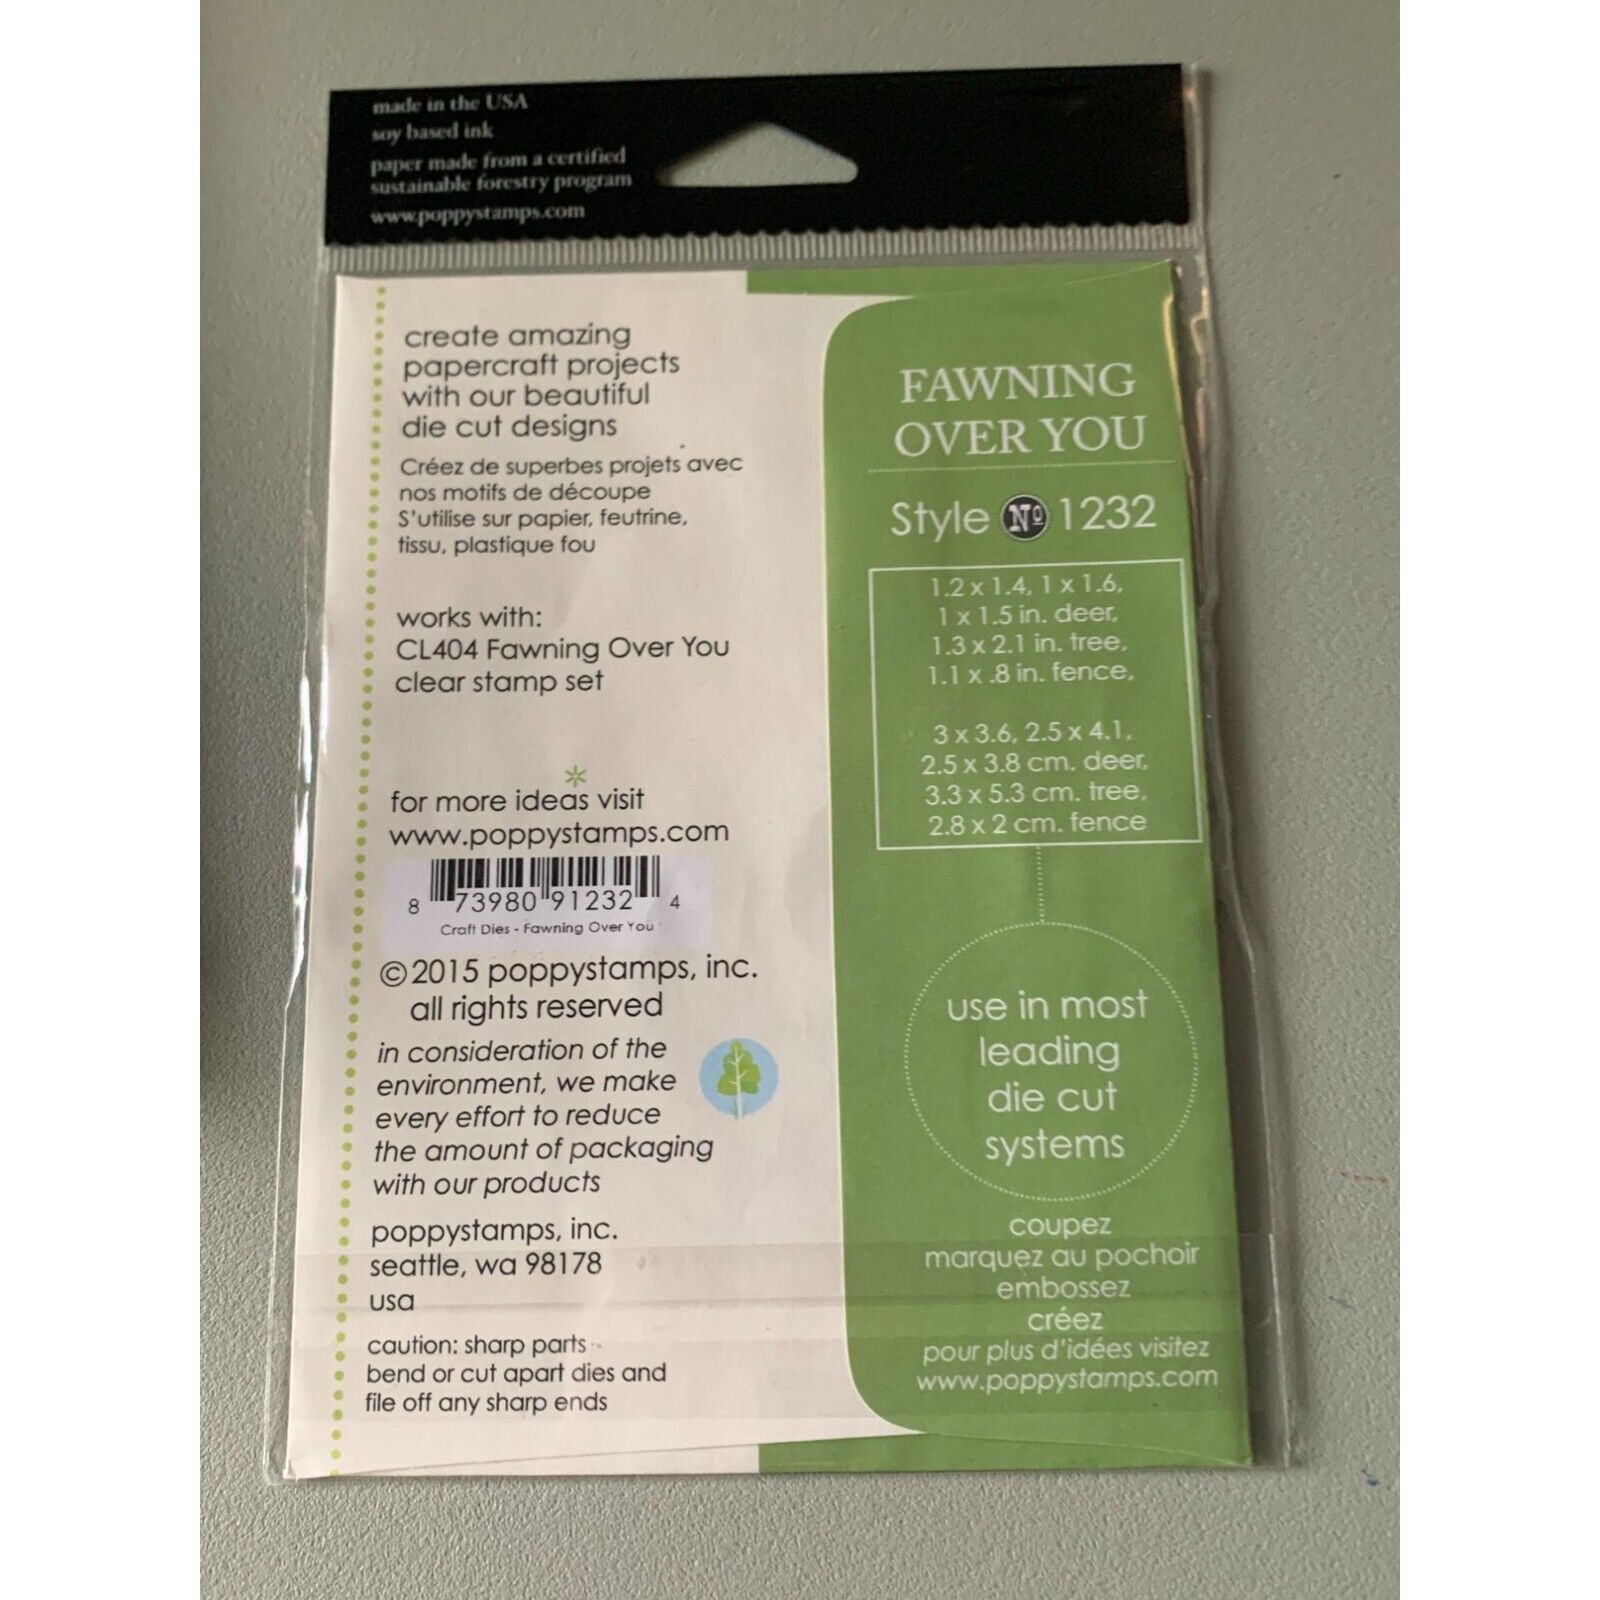 made in the USA
soy based ink
paper made from a certified
sustainable forestry program
www.poppystamps.com
create amazing
papercraft projects
with our beautiful
die cut designs
Créez de superbes projets avec
nos motifs de découpe
S'utilise sur papier, feutrine,
tissu, plastique fou
works with:
CL404 Fawning Over You
clear stamp set
for more ideas visit
www.poppystamps.com
8 73980 91232 4
Craft Dies - Fawning Over You
©2015 poppystamps, inc.
all rights reserved
in consideration of the
environment, we make
every effort to reduce
the amount of packaging
with our products
poppystamps, inc.
seattle, wa 98178
usa
caution: sharp parts
bend or cut apart dies and
file off any sharp ends
FAWNING
OVER YOU
Style No 1232
1.2 x 1.4, 1 x 1.6,
1 x 1.5 in. deer,
1.3 x 2.1 in. tree,
1.1 x .8 in. fence,
3 x 3.6, 2.5 x 4.1,
2.5 x 3.8 cm. deer,
3.3 x 5.3 cm. tree,
2.8 x 2 cm. fence
use in most
leading
die cut
systems
coupez
marquez au pochoir
embossez
créez
pour plus d'idées visitez
www.poppystamps.com